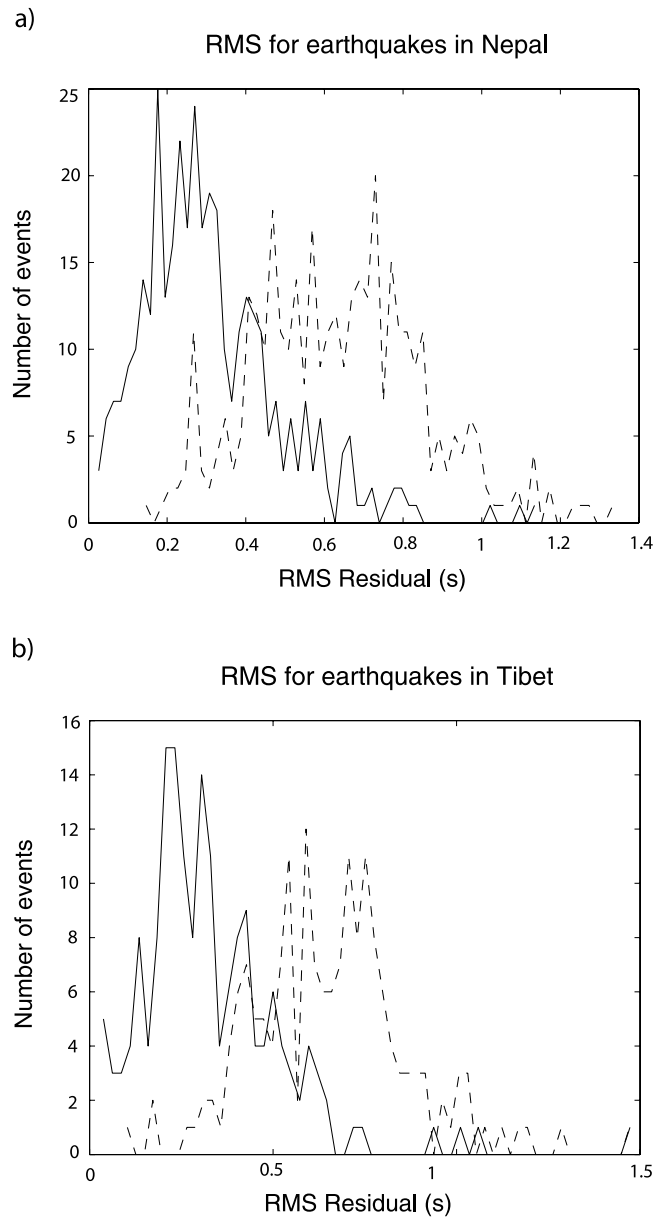 a)
RMS for earthquakes in Nepal
25
20
15
10
5
0
Number of events
0 0.2 0.4 0.6 0.8 1 1.2 1.4
RMS Residual (s)
b)
RMS for earthquakes in Tibet
16
14
12
10
8
6
4
2
0
Number of events
0 0.5 1 1.5
RMS Residual (s)